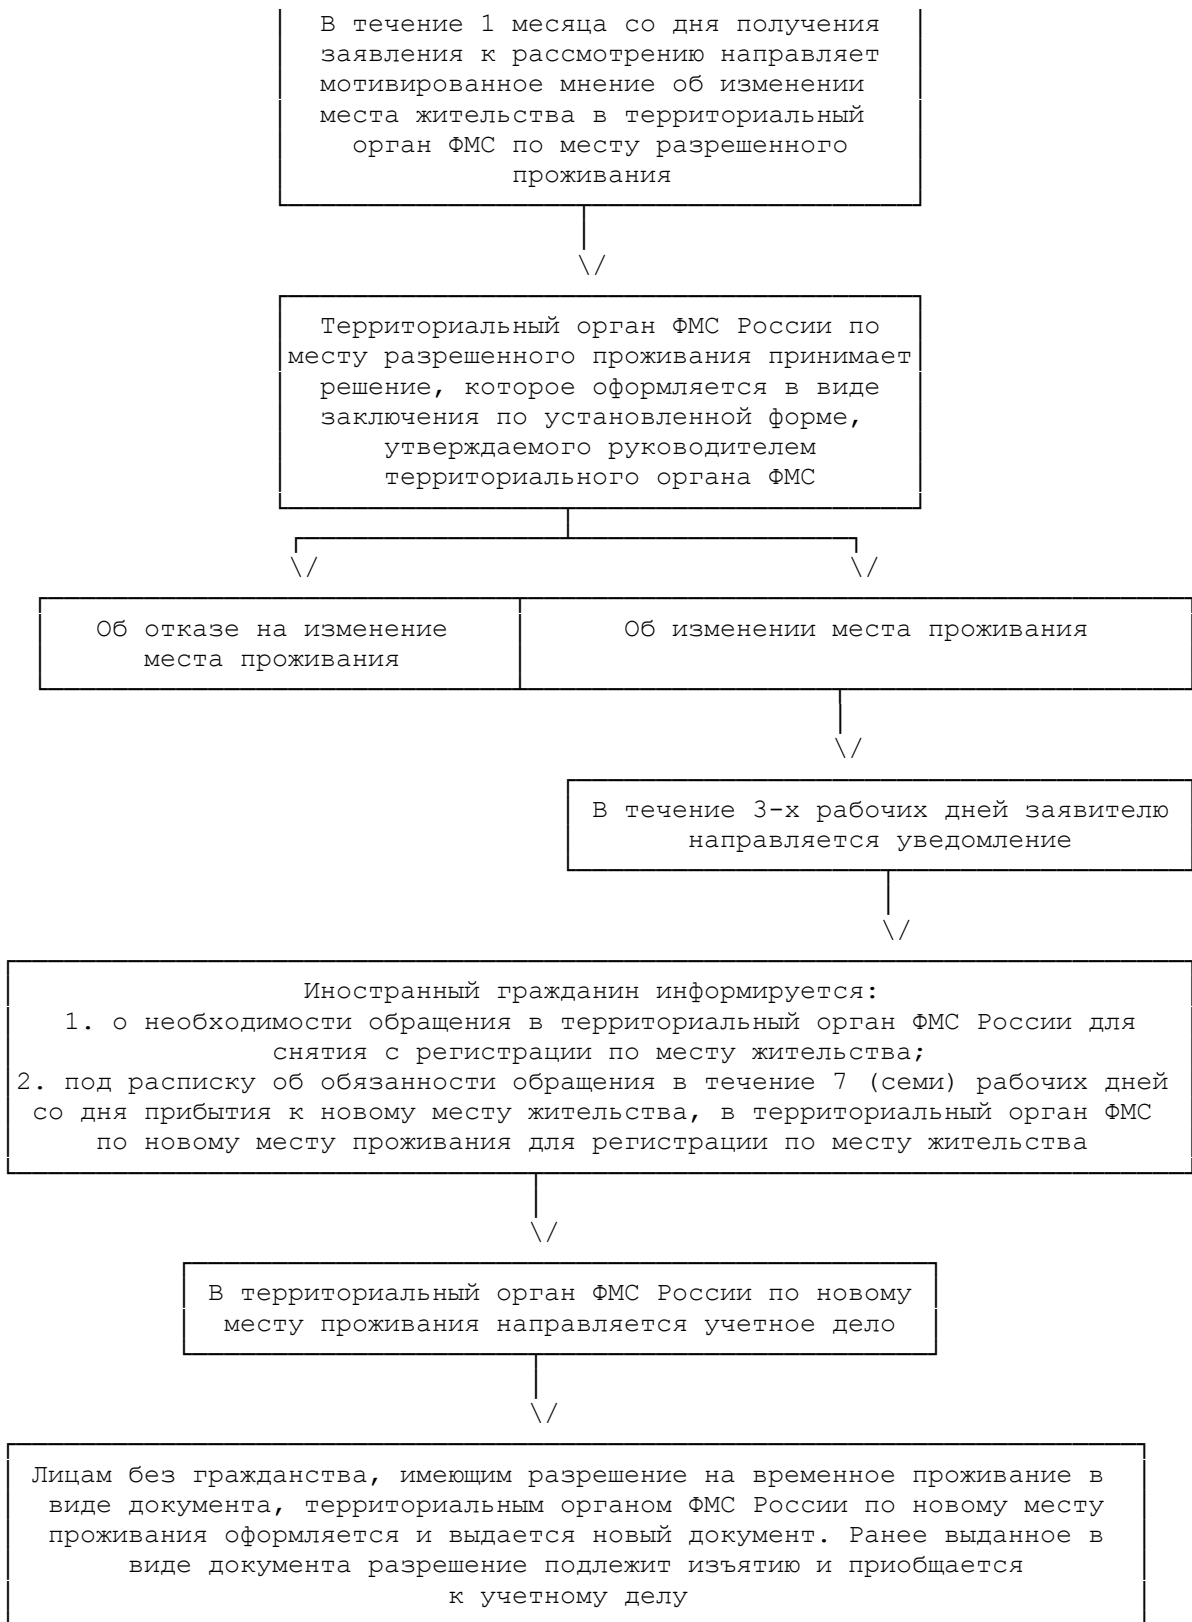 В течение 1 месяца со дня получения
заявления к рассмотрению направляет
мотивированное мнение об изменении
места жительства в территориальный
орган ФМС по месту разрешенного
проживания
\/
Территориальный орган ФМС России по
месту разрешенного проживания принимает
решение, которое оформляется в виде
заключения по установленной форме,
утверждаемого руководителем
территориального органа ФМС
\/ \/
Об отказе на изменение
места проживания
Об изменении места проживания
\/
В течение 3-х рабочих дней заявителю
направляется уведомление
\/
Иностранный гражданин информируется:
1. о необходимости обращения в территориальный орган ФМС России для
снятия с регистрации по месту жительства;
2. под расписку об обязанности обращения в течение 7 (семи) рабочих дней
со дня прибытия к новому месту жительства, в территориальный орган ФМС
по новому месту проживания для регистрации по месту жительства
\/
В территориальный орган ФМС России по новому
месту проживания направляется учетное дело
\/
Лицам без гражданства, имеющим разрешение на временное проживание в
виде документа, территориальным органом ФМС России по новому месту
проживания оформляется и выдается новый документ. Ранее выданное в
виде документа разрешение подлежит изъятию и приобщается
к учетному делу